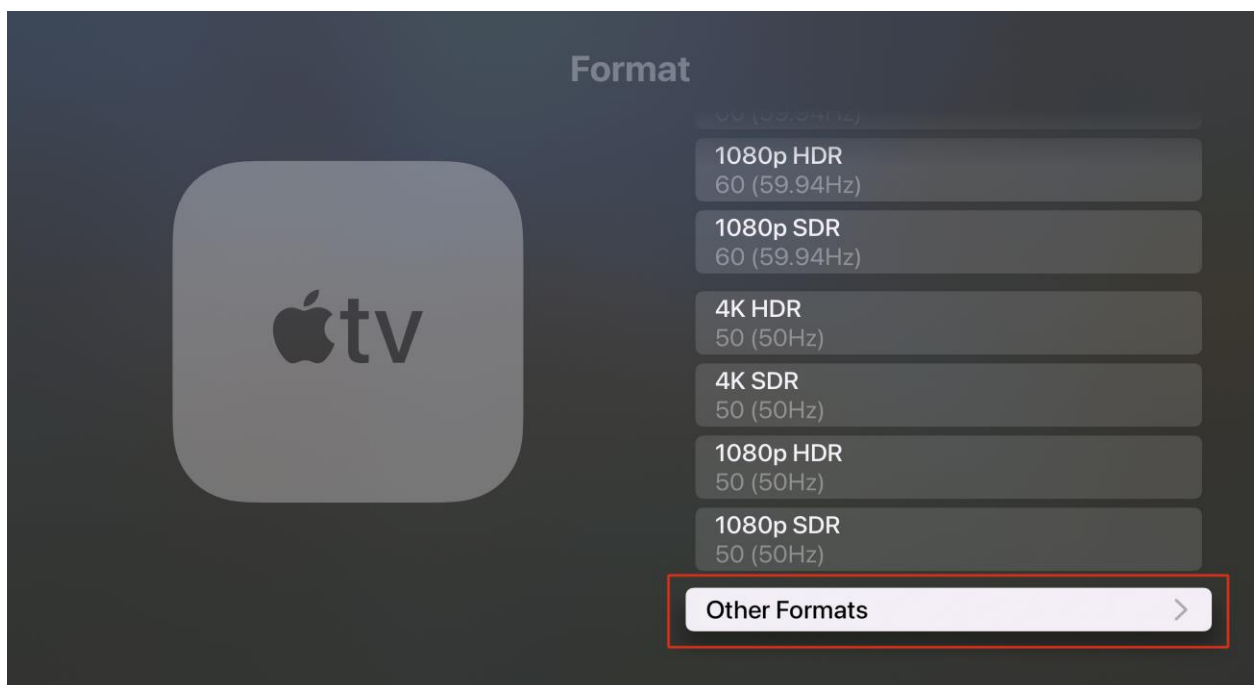 Format
1080p HDR
60 (59.94Hz)
1080p SDR
60 (59.94Hz)
tv
4K HDR
50 (50Hz)
4K SDR
50 (50Hz)
1080p HDR
50 (50Hz)
1080p SDR
50 (50Hz)
Other Formats